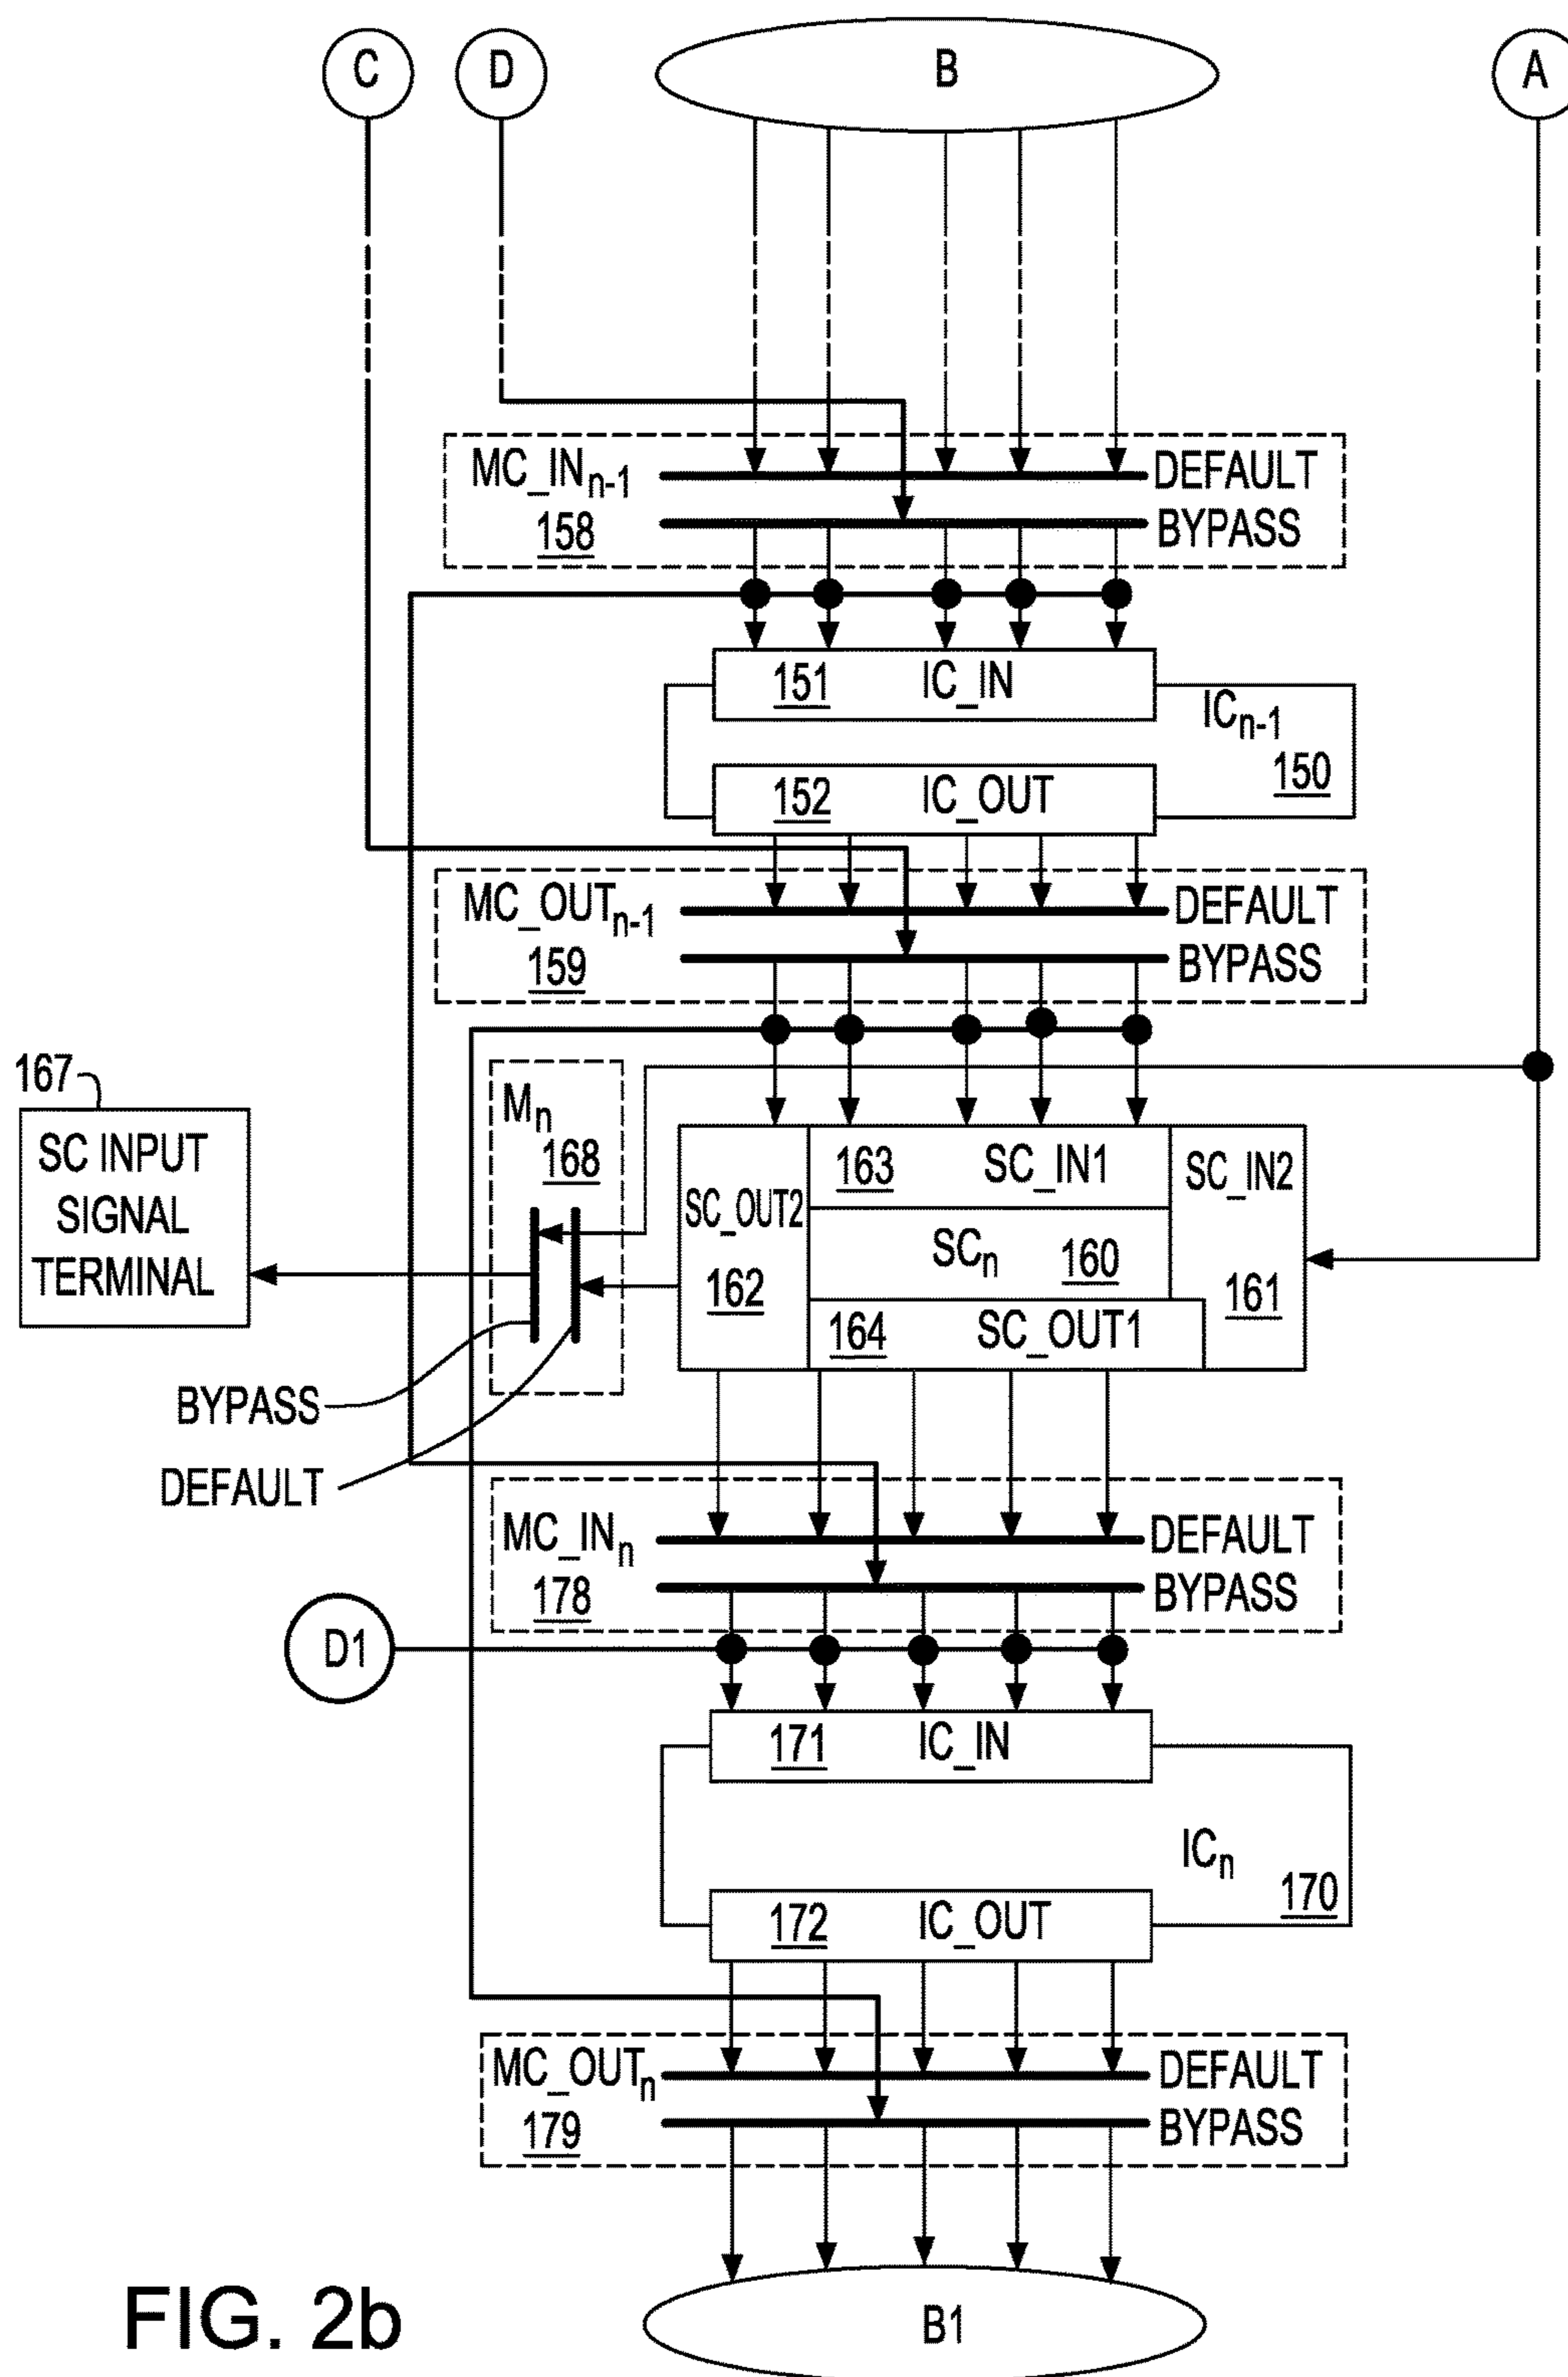 C
D
B
A
MC_INn-1
158
DEFAULT
BYPASS
151 IC_IN
ICn-1
150
152 IC_OUT
MC_OUTn-1
159
DEFAULT
BYPASS
167
SC INPUT
SIGNAL
TERMINAL
Mn
168
SC_OUT2
162
163 SC_IN1
SCn 160
164 SC_OUT1
SC_IN2
161
BYPASS
DEFAULT
MC_INn
178
DEFAULT
BYPASS
D1
171 IC_IN
ICn
170
172 IC_OUT
MC_OUTn
179
DEFAULT
BYPASS
B1
FIG. 2b